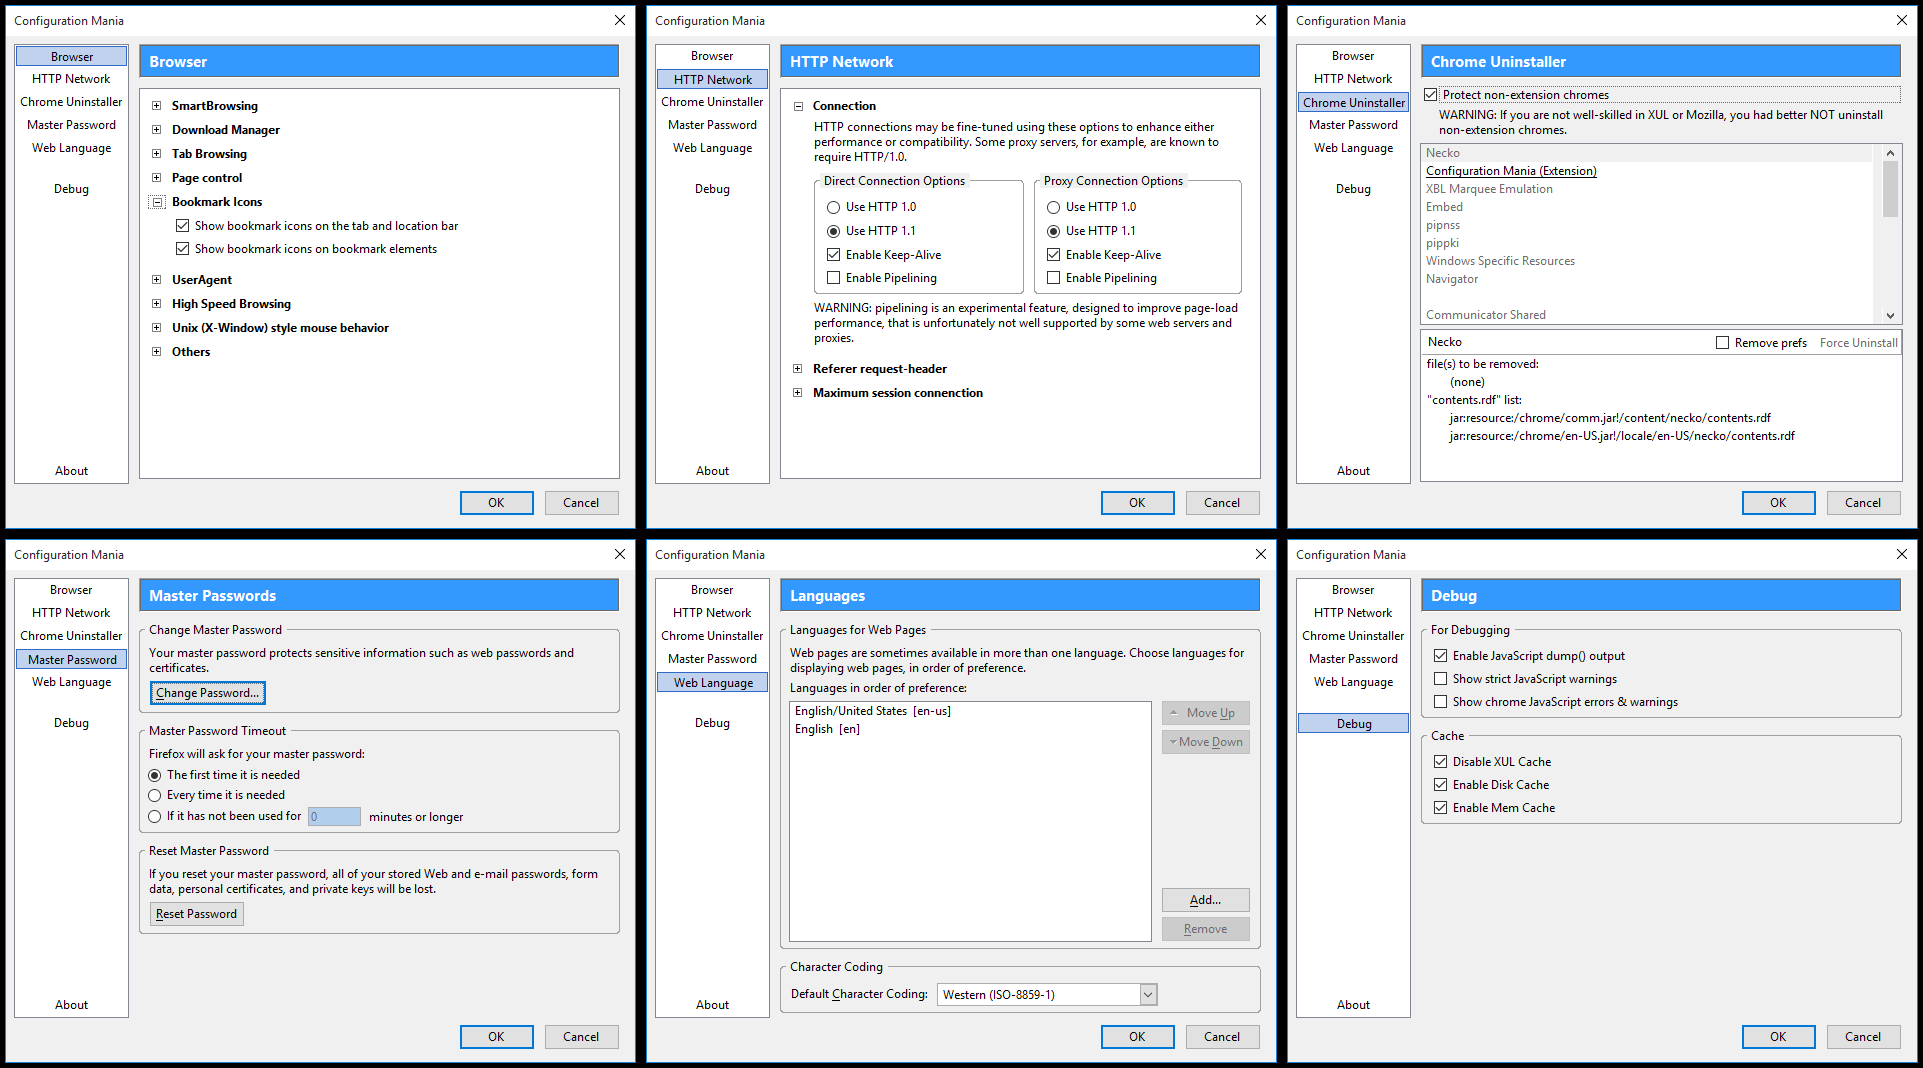 Configuration Mania
Browser
HTTP Network
Chrome Uninstaller
Master Password
Web Language
Debug
About
Browser
SmartBrowsing
Download Manager
Tab Browsing
Page control
Bookmark Icons
Show bookmark icons on the tab and location bar
Show bookmark icons on bookmark elements
UserAgent
High Speed Browsing
Unix (X-Window) style mouse behavior
Others
OK
Cancel
Configuration Mania
Browser
HTTP Network
Chrome Uninstaller
Master Password
Web Language
Debug
About
HTTP Network
Connection
HTTP connections may be fine-tuned using these options to enhance either
performance or compatibility. Some proxy servers, for example, are known to
require HTTP/1.0.
Direct Connection Options
Use HTTP 1.0
Use HTTP 1.1
Enable Keep-Alive
Enable Pipelining
Proxy Connection Options
Use HTTP 1.0
Use HTTP 1.1
Enable Keep-Alive
Enable Pipelining
WARNING: pipelining is an experimental feature, designed to improve page-load
performance, that is unfortunately not well supported by some web servers and
proxies.
Referer request-header
Maximum session connenction
OK
Cancel
Configuration Mania
Browser
HTTP Network
Chrome Uninstaller
Master Password
Web Language
Debug
About
Chrome Uninstaller
Protect non-extension chromes
WARNING: If you are not well-skilled in XUL or Mozilla, you had better NOT uninstall
non-extension chromes.
Necko
Configuration Mania (Extension)
XBL Marquee Emulation
Embed
pipnss
pippki
Windows Specific Resources
Navigator
Communicator Shared
Necko
Remove prefs
Force Uninstall
file(s) to be removed:
(none)
"contents.rdf" list:
jar:resource:/chrome/comm.jar!/content/necko/contents.rdf
jar:resource:/chrome/en-US.jar!/locale/en-US/necko/contents.rdf
OK
Cancel
Configuration Mania
Browser
HTTP Network
Chrome Uninstaller
Master Password
Web Language
Debug
About
Master Passwords
Change Master Password
Your master password protects sensitive information such as web passwords and
certificates.
Change Password...
Master Password Timeout
Firefox will ask for your master password:
The first time it is needed
Every time it is needed
If it has not been used for 0 minutes or longer
Reset Master Password
If you reset your master password, all of your stored Web and e-mail passwords, form
data, personal certificates, and private keys will be lost.
Reset Password
OK
Cancel
Configuration Mania
Browser
HTTP Network
Chrome Uninstaller
Master Password
Web Language
Debug
About
Languages
Languages for Web Pages
Web pages are sometimes available in more than one language. Choose languages for
displaying web pages, in order of preference.
Languages in order of preference:
English/United States [en-us]
English [en]
Move Up
Move Down
Add...
Remove
Character Coding
Default Character Coding: Western (ISO-8859-1)
OK
Cancel
Configuration Mania
Browser
HTTP Network
Chrome Uninstaller
Master Password
Web Language
Debug
About
Debug
For Debugging
Enable JavaScript dump() output
Show strict JavaScript warnings
Show chrome JavaScript errors & warnings
Cache
Disable XUL Cache
Enable Disk Cache
Enable Mem Cache
OK
Cancel